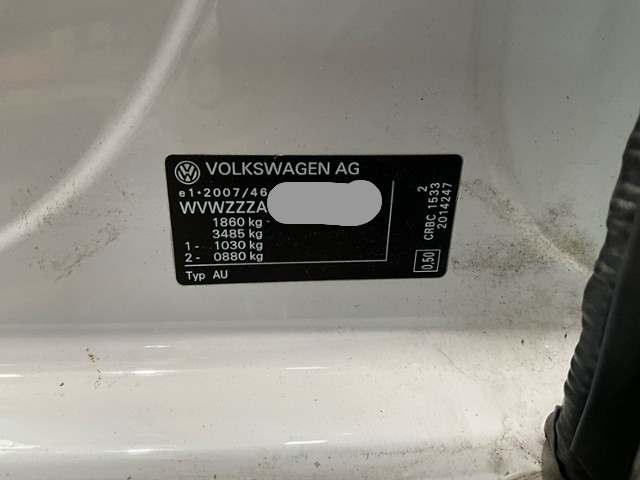 VOLKSWAGEN AG
e1*2007/46
WVWZZZA
1860 kg -
3485 kg
1 - 1030 kg
2 - 0880 kg
Typ AU
0,50
CRBC 1533 2
2014247